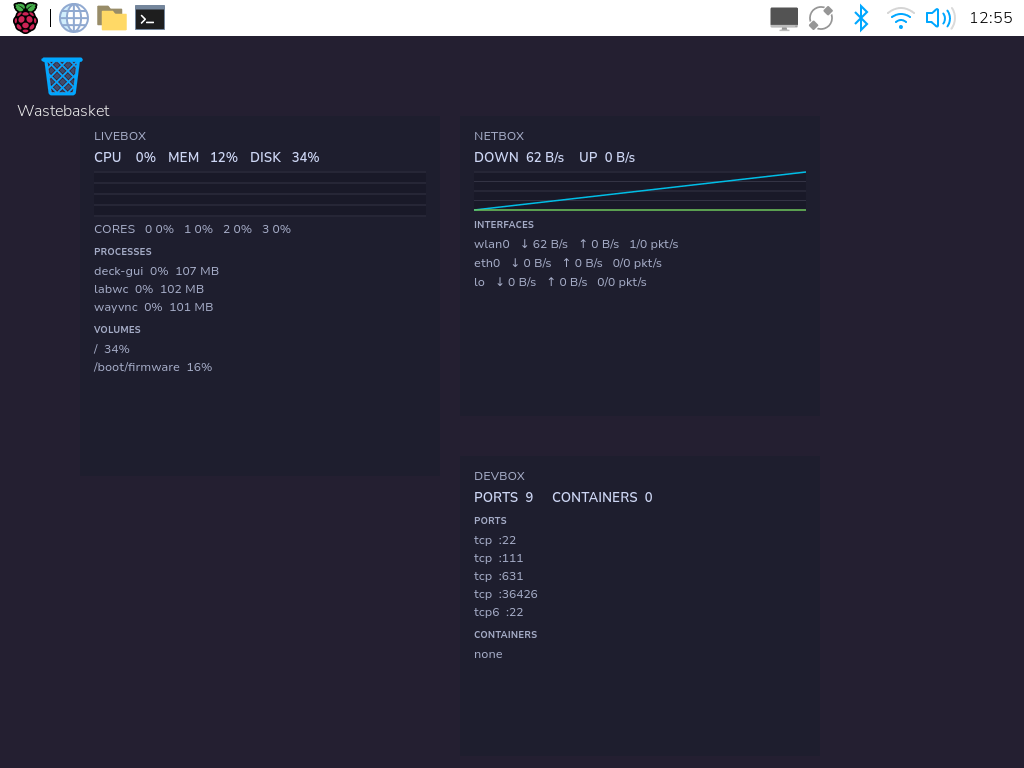 12:55
Wastebasket
LIVEBOX
CPU 0% MEM 12% DISK 34%
CORES 0 0% 1 0% 2 0% 3 0%
PROCESSES
deck-gui 0% 107 MB
labwc 0% 102 MB
wayvnc 0% 101 MB
VOLUMES
/ 34%
/boot/firmware 16%
NETBOX
DOWN 62 B/s UP 0 B/s
INTERFACES
wlan0 ↓ 62 B/s ↑ 0 B/s 1/0 pkt/s
eth0 ↓ 0 B/s ↑ 0 B/s 0/0 pkt/s
lo ↓ 0 B/s ↑ 0 B/s 0/0 pkt/s
DEVBOX
PORTS 9 CONTAINERS 0
PORTS
tcp :22
tcp :111
tcp :631
tcp :36426
tcp6 :22
CONTAINERS
none